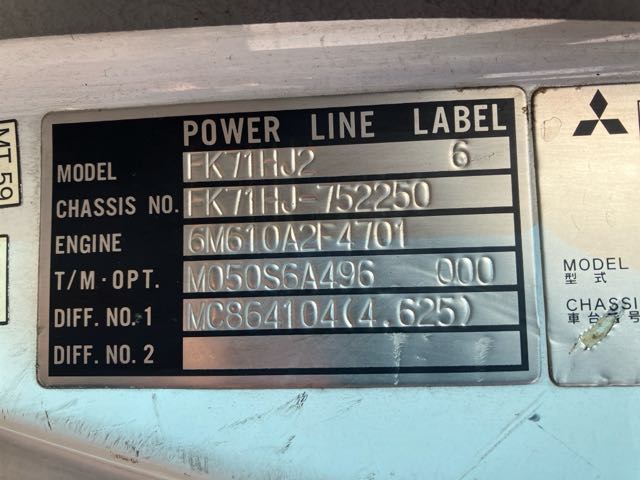 POWER LINE LABEL
MODEL FK71HJ2 6
CHASSIS NO. FK71HJ-752250
ENGINE 6M610A2F4701
T/M·OPT. M050S6A496 000
DIFF. NO. 1 MC864104(4.625)
DIFF. NO. 2
MT 59
MODEL
型式
CHASSI
車台番号